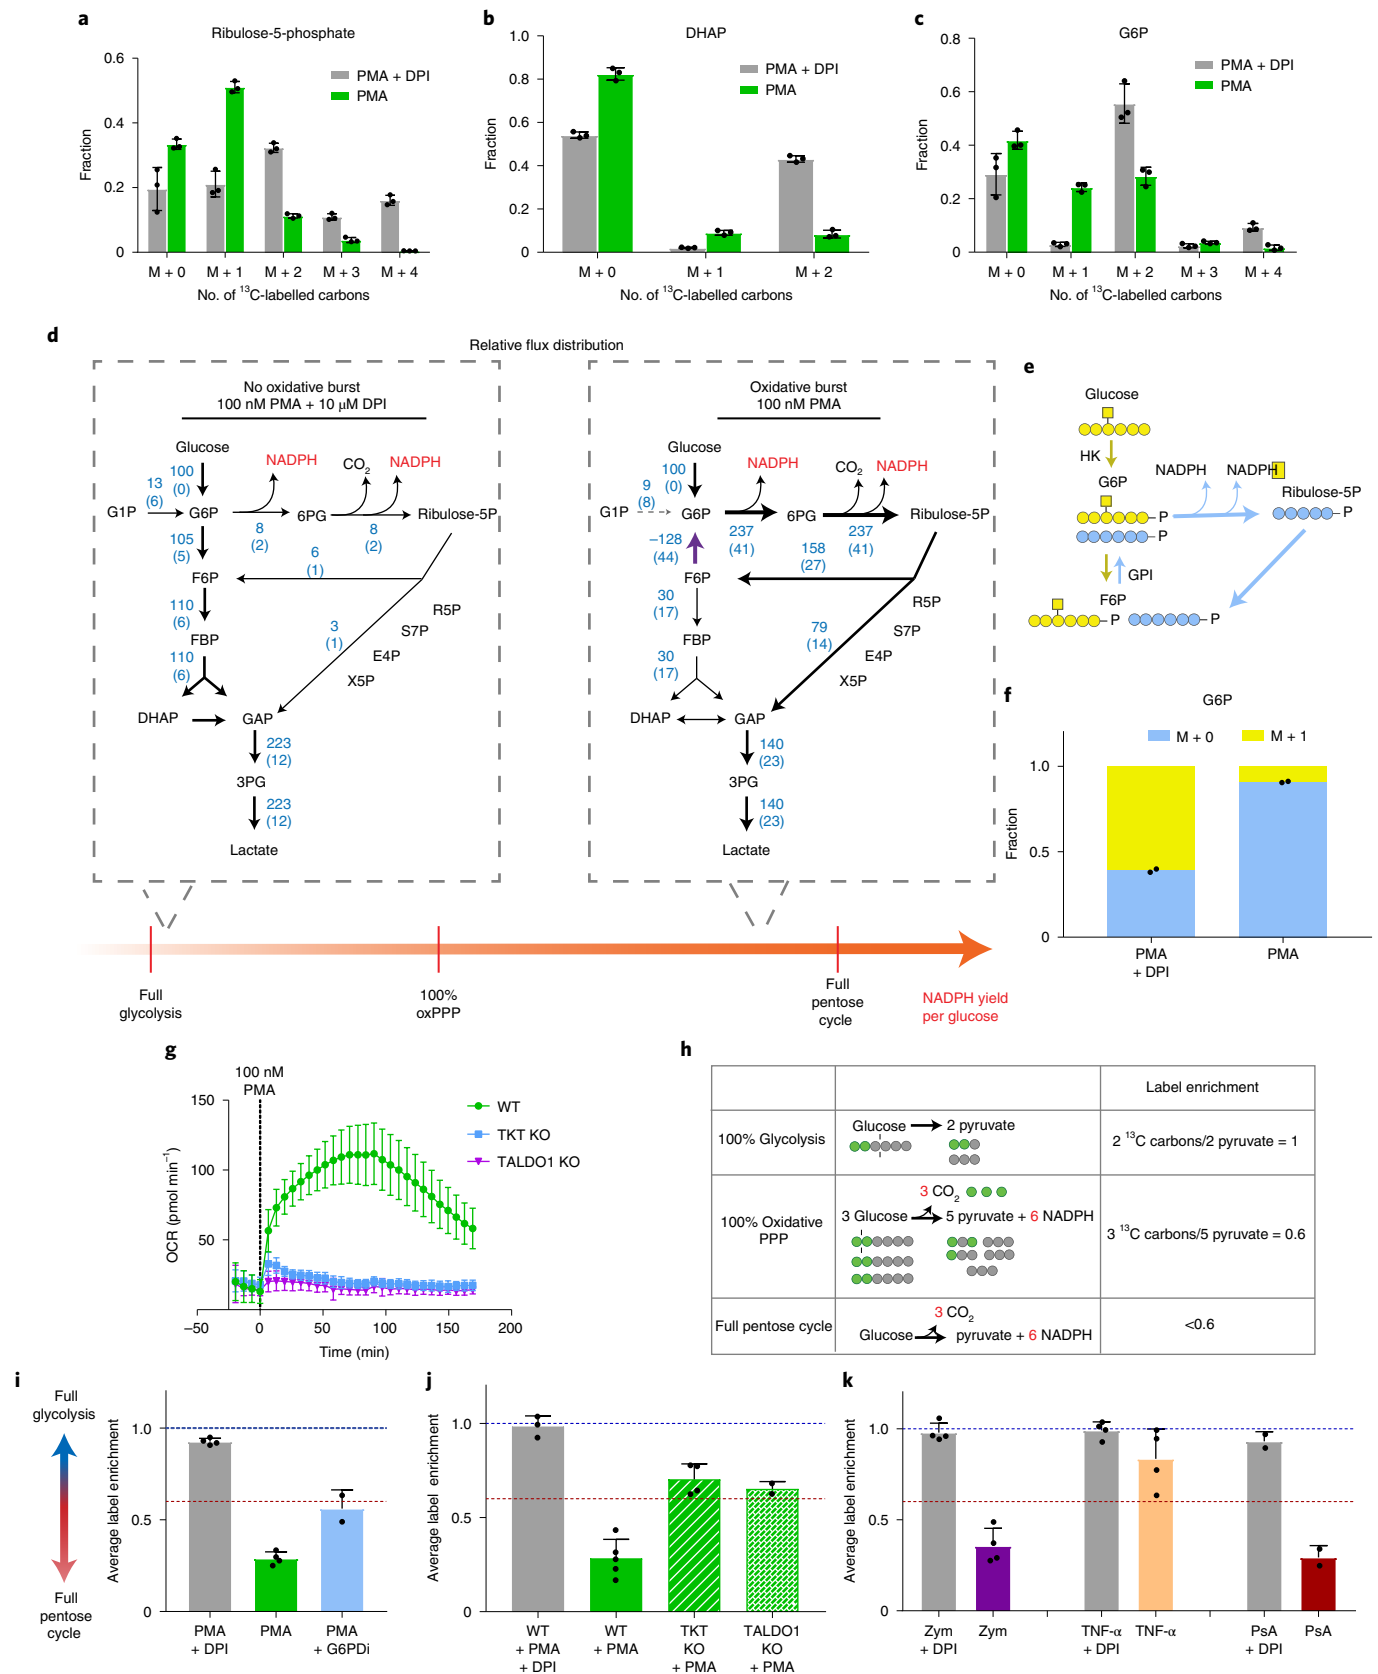 a
Ribulose-5-phosphate
PMA + DPI
PMA
Fraction
0.6
0.4
0.2
0
M + 0 M + 1 M + 2 M + 3 M + 4
No. of ¹³C-labelled carbons
b
DHAP
PMA + DPI
PMA
Fraction
1.0
0.8
0.6
0.4
0.2
0
M + 0 M + 1 M + 2
No. of ¹³C-labelled carbons
c
G6P
PMA + DPI
PMA
Fraction
0.8
0.6
0.4
0.2
0
M + 0 M + 1 M + 2 M + 3 M + 4
No. of ¹³C-labelled carbons
d
Relative flux distribution
No oxidative burst
100 nM PMA + 10 μM DPI
Glucose
100
(0)
NADPH
CO₂
NADPH
13
(6)
G1P
G6P
8
(2)
6PG
8
(2)
Ribulose-5P
105
(5)
6
(1)
F6P
110
(6)
R5P
3
(1)
S7P
FBP
E4P
110
(6)
X5P
DHAP
GAP
223
(12)
3PG
223
(12)
Lactate
Oxidative burst
100 nM PMA
Glucose
100
(0)
NADPH
CO₂
NADPH
9
(8)
G1P
G6P
237
(41)
6PG
237
(41)
Ribulose-5P
−128
(44)
158
(27)
F6P
30
(17)
R5P
79
(14)
S7P
FBP
E4P
30
(17)
X5P
DHAP
GAP
140
(23)
3PG
140
(23)
Lactate
Full
glycolysis
100%
oxPPP
Full
pentose
cycle
NADPH yield
per glucose
e
Glucose
HK
G6P
NADPH
NADPH
Ribulose-5P
P
P
P
GPI
F6P
P
P
f
G6P
M + 0
M + 1
Fraction
1.0
0.5
0
PMA
+ DPI
PMA
g
100 nM
PMA
WT
TKT KO
TALDO1 KO
OCR (pmol min⁻¹)
150
100
50
−50 0 50 100 150 200
Time (min)
h
Label enrichment
100% Glycolysis
Glucose
2 pyruvate
2 ¹³C carbons/2 pyruvate = 1
100% Oxidative
PPP
3 CO₂
3 Glucose
5 pyruvate + 6 NADPH
3 ¹³C carbons/5 pyruvate = 0.6
Full pentose cycle
3 CO₂
Glucose
pyruvate + 6 NADPH
<0.6
i
Full
glycolysis
Full
pentose
cycle
Average label enrichment
1.0
0.5
0
PMA
+ DPI
PMA
PMA
+ G6PDi
j
Average label enrichment
1.0
0.5
0
WT
+ PMA
+ DPI
WT
+ PMA
TKT
KO
+ PMA
TALDO1
KO
+ PMA
k
Average label enrichment
1.0
0.5
0
Zym
+ DPI
Zym
TNF-α
+ DPI
TNF-α
PsA
+ DPI
PsA